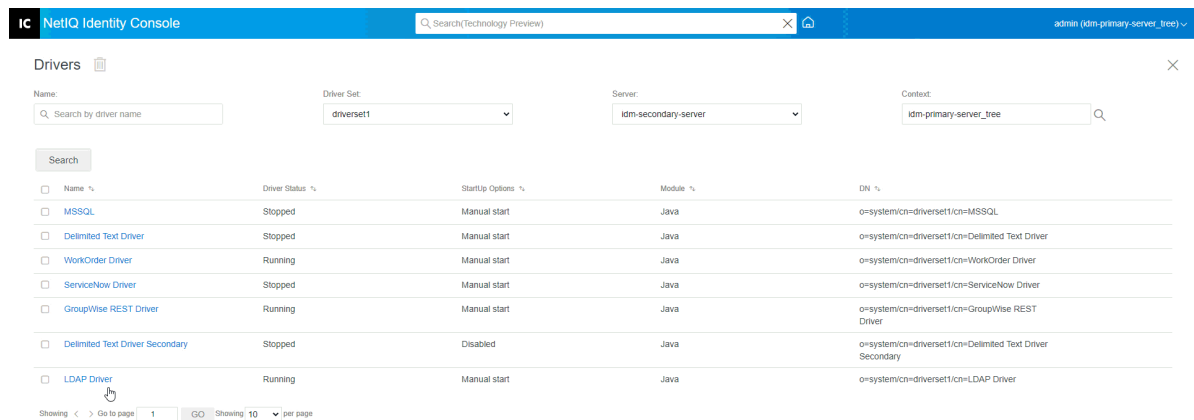 IC NetIQ Identity Console Search(Technology Preview) admin (idm-primary-server_tree)
Drivers
Name: Driver Set: Server: Context:
Search by driver name driverset1 idm-secondary-server idm-primary-server_tree
Search
Name Driver Status StartUp Options Module DN
MSSQL Stopped Manual start Java o=system/cn=driverset1/cn=MSSQL
Delimited Text Driver Stopped Manual start Java o=system/cn=driverset1/cn=Delimited Text Driver
WorkOrder Driver Running Manual start Java o=system/cn=driverset1/cn=WorkOrder Driver
ServiceNow Driver Stopped Manual start Java o=system/cn=driverset1/cn=ServiceNow Driver
GroupWise REST Driver Running Manual start Java o=system/cn=driverset1/cn=GroupWise REST
Driver
Delimited Text Driver Secondary Stopped Disabled Java o=system/cn=driverset1/cn=Delimited Text Driver
Secondary
LDAP Driver Running Manual start Java o=system/cn=driverset1/cn=LDAP Driver
Showing < > Go to page 1 GO Showing 10 per page